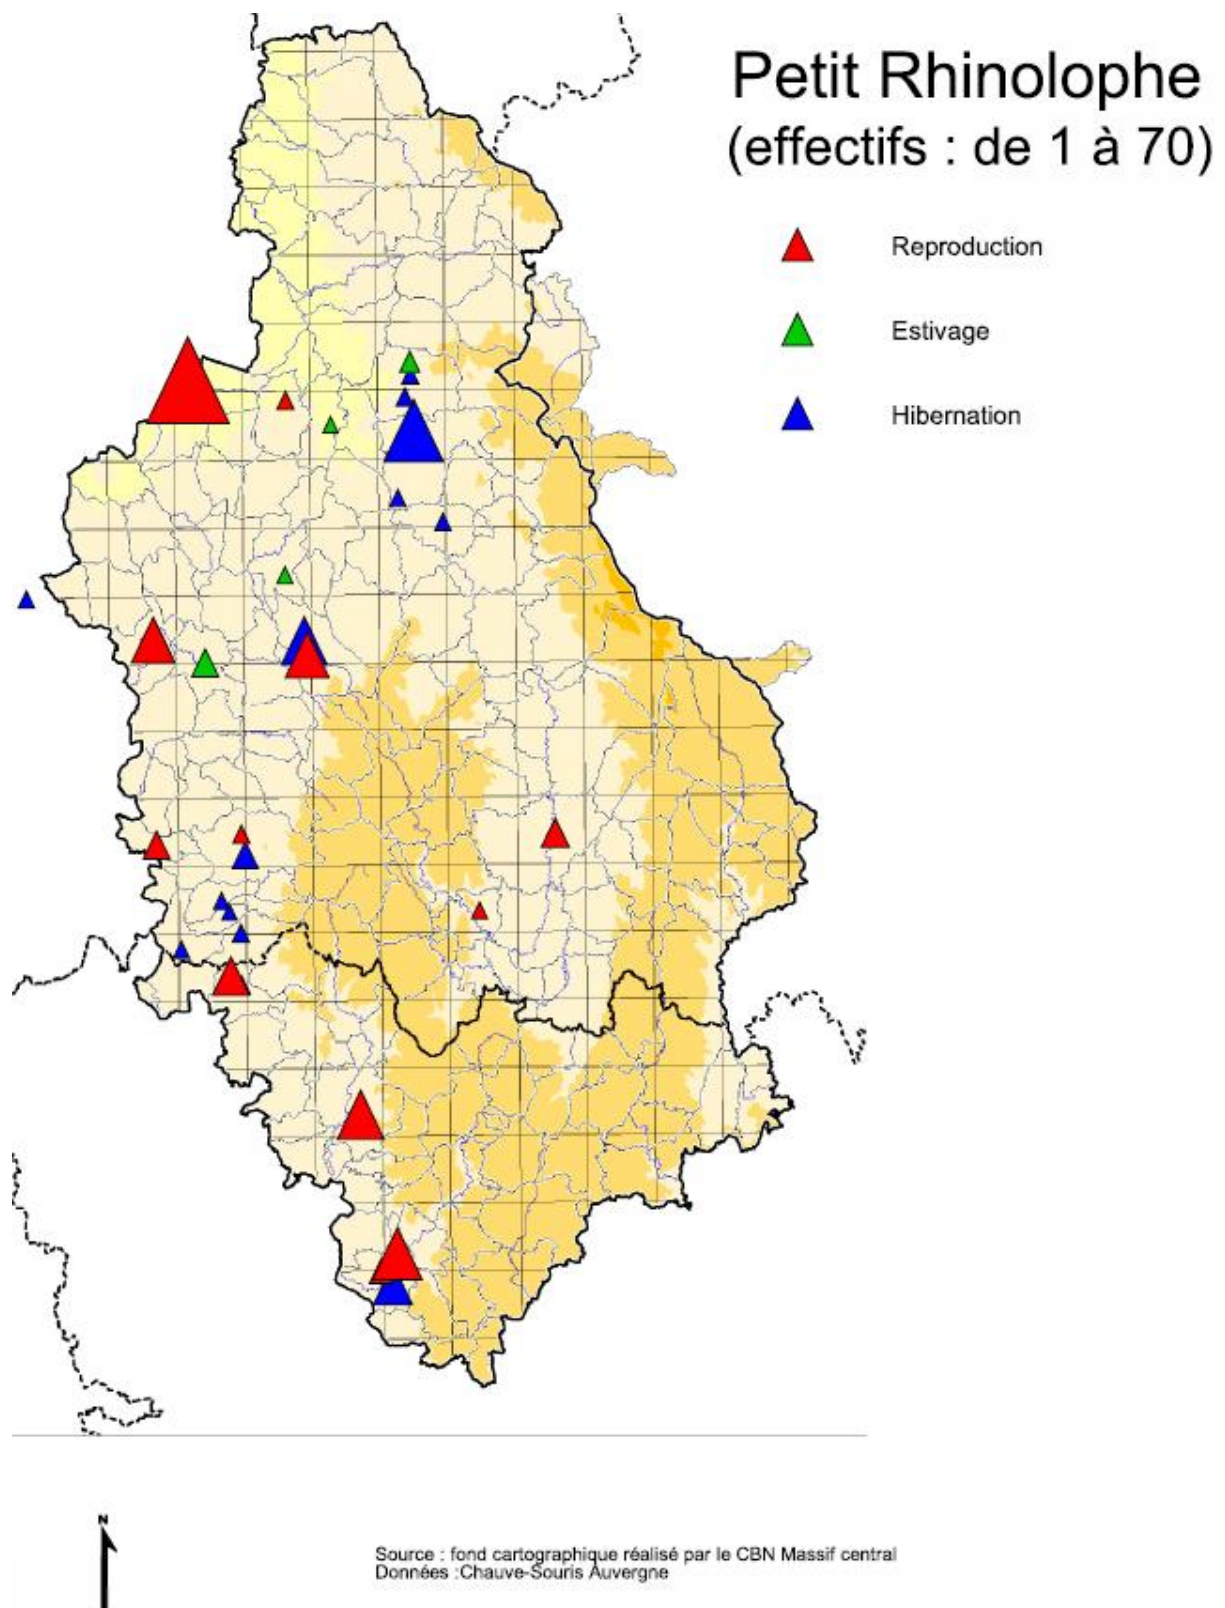 Petit Rhinolophe
(effectifs : de 1 à 70)
Reproduction
Estivage
Hibernation
N
Source : fond cartographique réalisé par le CBN Massif central
Données :Chauve-Souris Auvergne